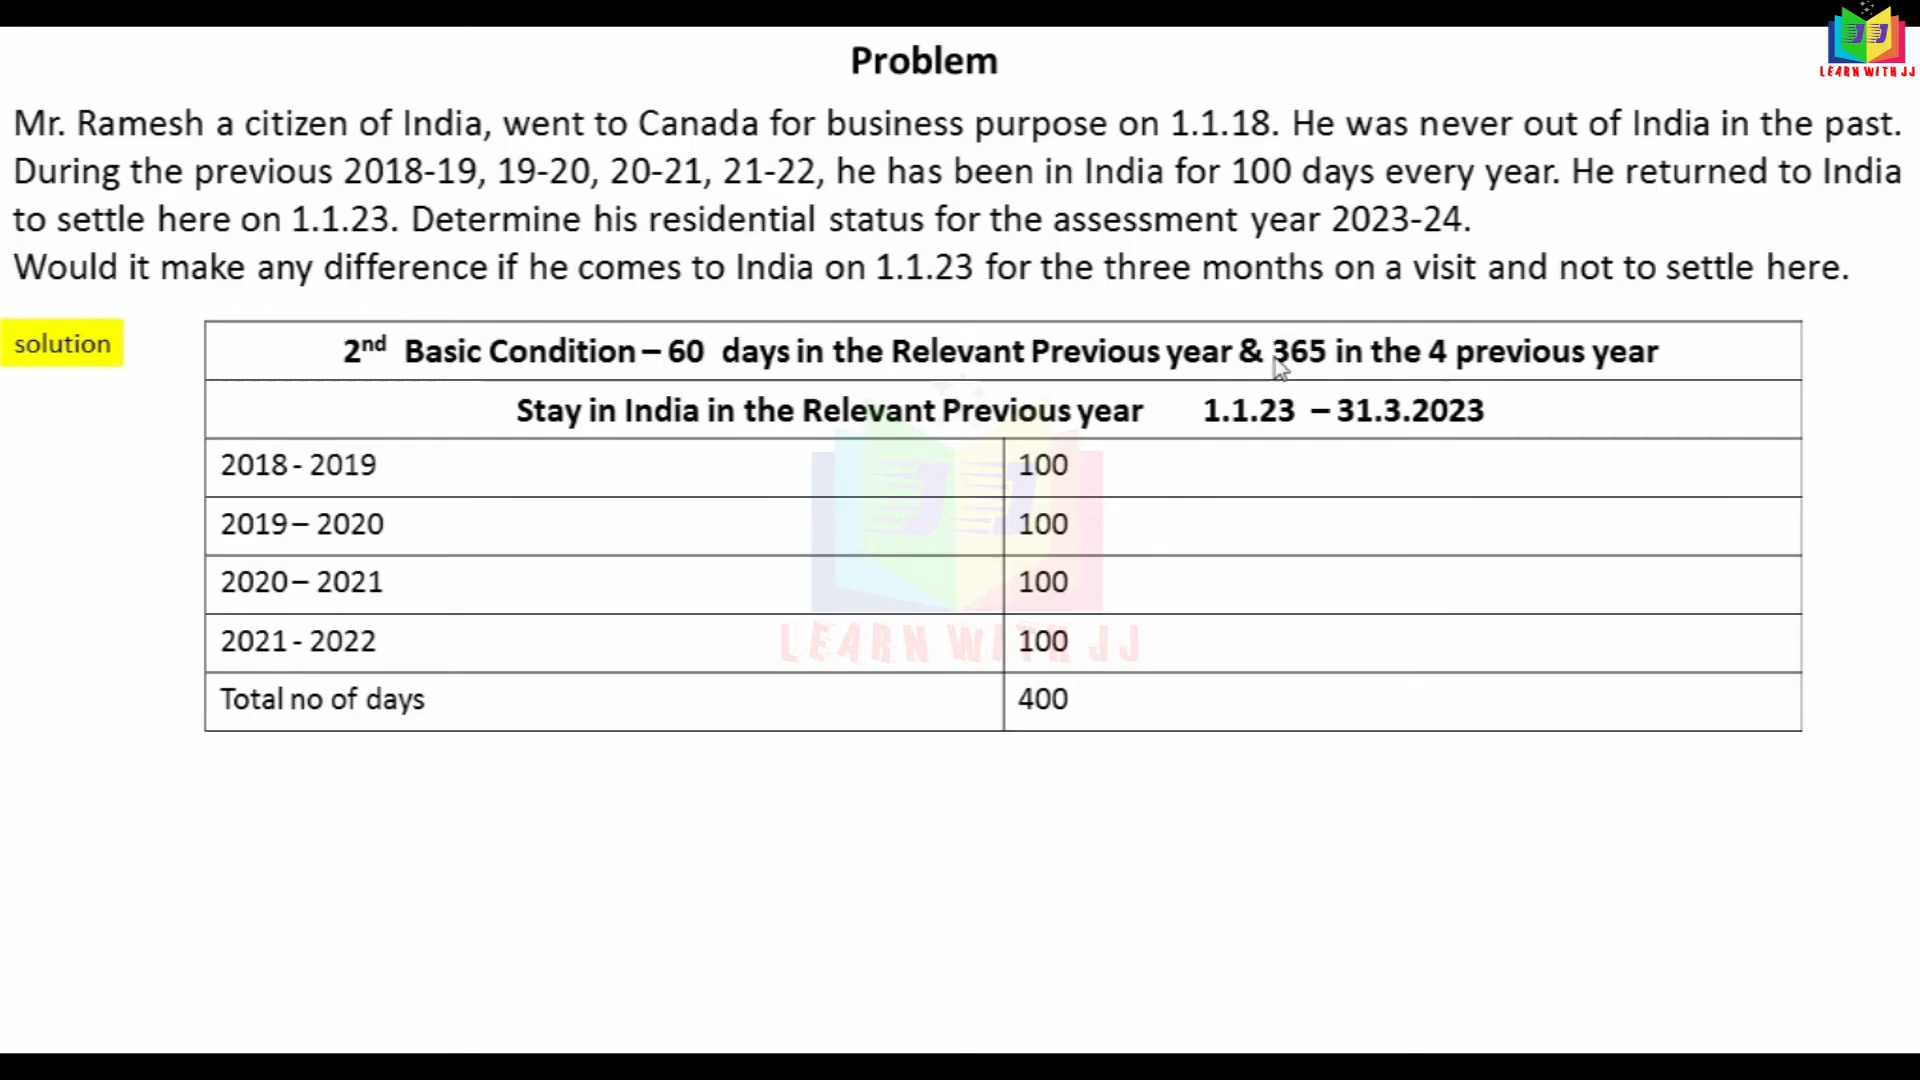 LEARN WITH JJ
Problem
Mr. Ramesh a citizen of India, went to Canada for business purpose on 1.1.18. He was never out of India in the past.
During the previous 2018-19, 19-20, 20-21, 21-22, he has been in India for 100 days every year. He returned to India
to settle here on 1.1.23. Determine his residential status for the assessment year 2023-24.
Would it make any difference if he comes to India on 1.1.23 for the three months on a visit and not to settle here.
solution
2nd Basic Condition – 60 days in the Relevant Previous year & 365 in the 4 previous year
Stay in India in the Relevant Previous year 1.1.23 – 31.3.2023
2018 - 2019 100
2019 – 2020 100
2020 – 2021 100
2021 - 2022 100
LEARN WITH JJ
Total no of days 400